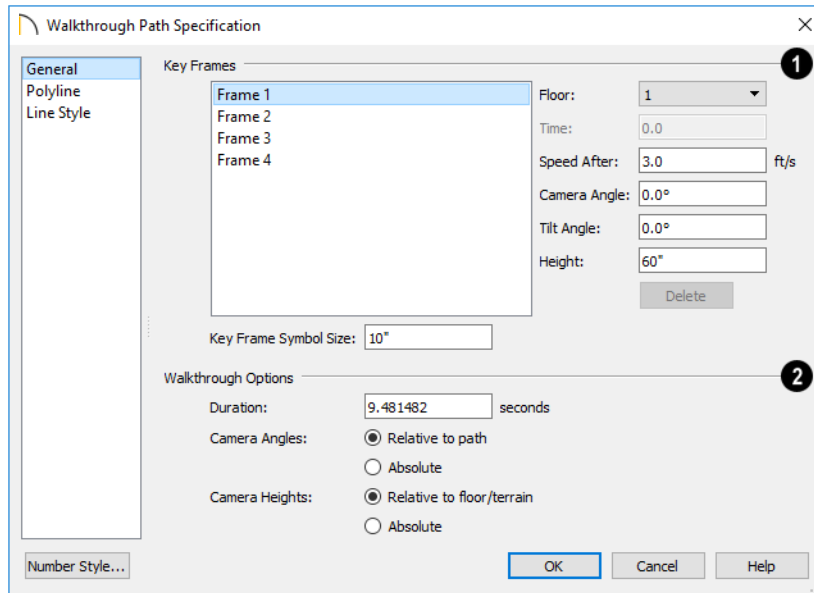 Walkthrough Path Specification
General
Polyline
Line Style
Key Frames
1
Frame 1
Frame 2
Frame 3
Frame 4
Floor: 1
Time: 0.0
Speed After: 3.0 ft/s
Camera Angle: 0.0°
Tilt Angle: 0.0°
Height: 60"
Delete
Key Frame Symbol Size: 10"
Walkthrough Options
2
Duration: 9.481482 seconds
Camera Angles: Relative to path
Absolute
Camera Heights: Relative to floor/terrain
Absolute
Number Style...
OK
Cancel
Help